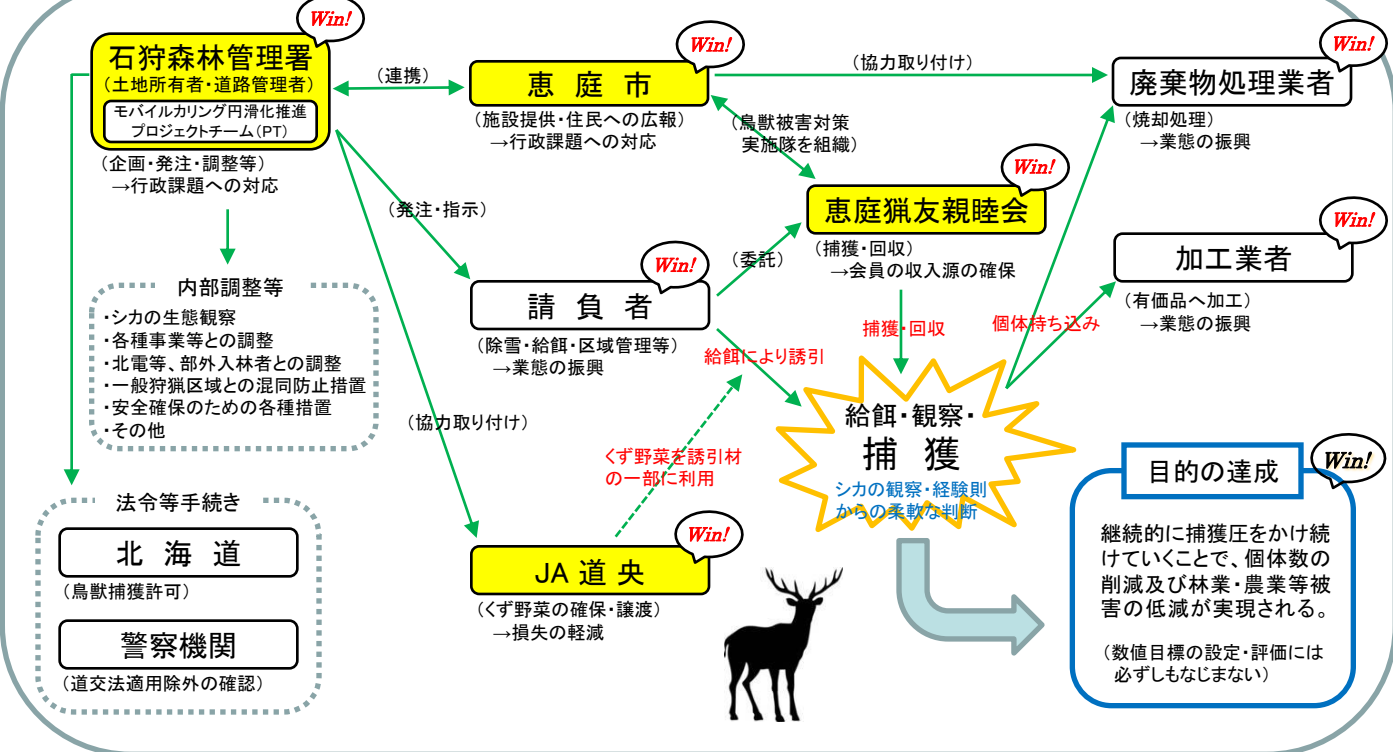 Win!
石狩森林管理署
(土地所有者・道路管理者)
モバイルカリング円滑化推進
プロジェクトチーム(PT)
(企画・発注・調整等)
→行政課題への対応
(連携)
Win!
恵庭市
(施設提供・住民への広報)
→行政課題への対応
(協力取り付け)
Win!
廃棄物処理業者
(焼却処理)
→業態の振興
(鳥獣被害対策
実施隊を組織)
Win!
恵庭猟友親睦会
(捕獲・回収)
→会員の収入源の確保
Win!
加工業者
(有価品へ加工)
→業態の振興
(発注・指示)
Win!
請負者
(除雪・給餌・区域管理等)
→業態の振興
(委託)
捕獲・回収
個体持ち込み
給餌により誘引
内部調整等
・シカの生態観察
・各種事業等との調整
・北電等、部外入林者との調整
・一般狩猟区域との混同防止措置
・安全確保のための各種措置
・その他
(協力取り付け)
くず野菜を誘引材
の一部に利用
給餌・観察・
捕獲
シカの観察・経験則
からの柔軟な判断
法令等手続き
北海道
(鳥獣捕獲許可)
警察機関
(道交法適用除外の確認)
Win!
JA道央
(くず野菜の確保・譲渡)
→損失の軽減
Win!
目的の達成
継続的に捕獲圧をかけ続
けていくことで、個体数の
削減及び林業・農業等被
害の低減が実現される。
(数値目標の設定・評価には
必ずしもなじまない)